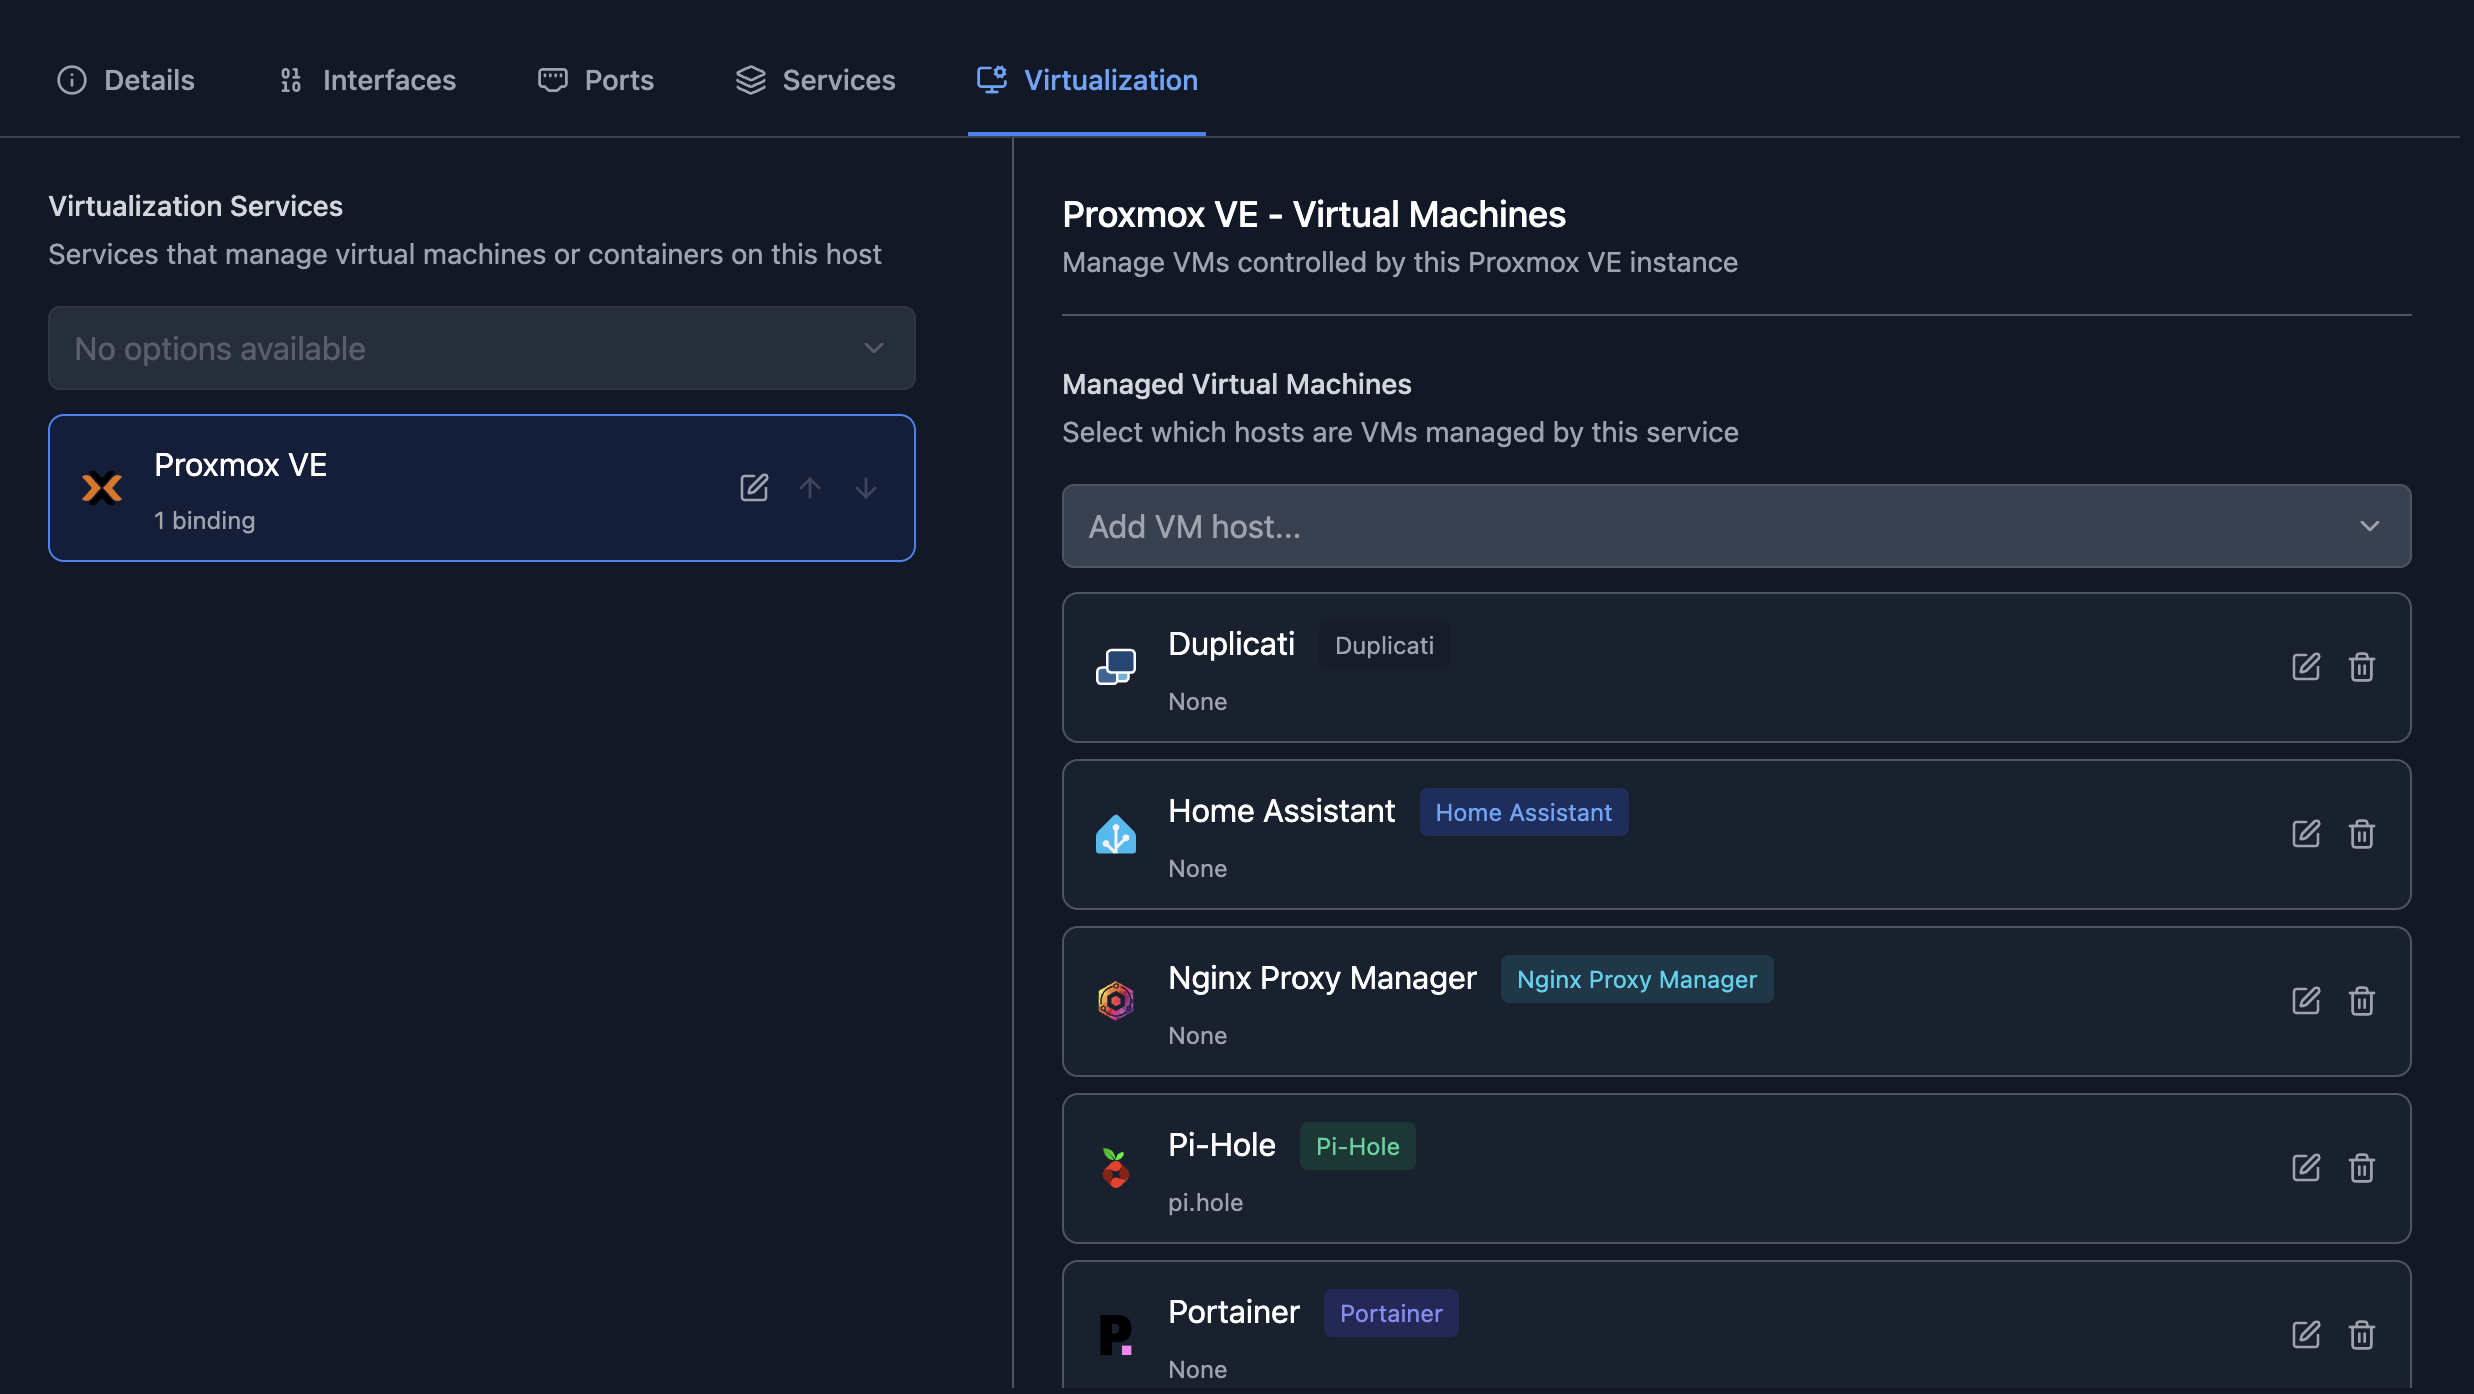 Details
Interfaces
Ports
Services
Virtualization
Virtualization Services
Services that manage virtual machines or containers on this host
No options available
Proxmox VE
1 binding
Proxmox VE - Virtual Machines
Manage VMs controlled by this Proxmox VE instance
Managed Virtual Machines
Select which hosts are VMs managed by this service
Add VM host...
Duplicati Duplicati
None
Home Assistant Home Assistant
None
Nginx Proxy Manager Nginx Proxy Manager
None
Pi-Hole Pi-Hole
pi.hole
Portainer Portainer
None